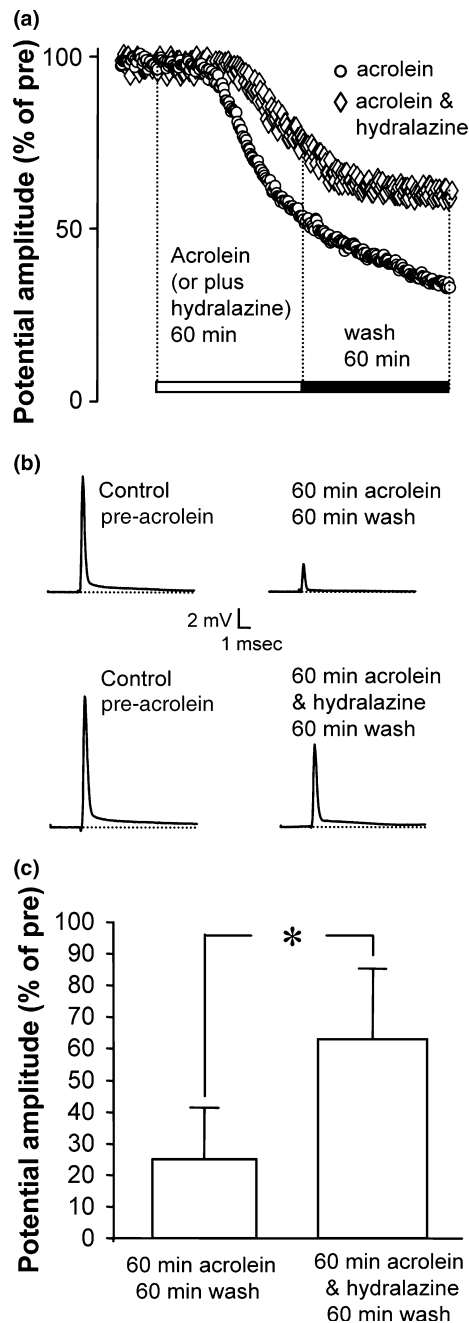 (a)
Potential amplitude (% of pre)
100
50
0
acrolein
acrolein &
hydralazine
Acrolein
(or plus
hydralazine)
60 min
wash
60 min
(b)
Control
pre-acrolein
60 min acrolein
60 min wash
2 mV
1 msec
Control
pre-acrolein
60 min acrolein
& hydralazine
60 min wash
(c)
Potential amplitude (% of pre)
100
90
80
70
60
50
40
30
20
10
0
*
60 min acrolein
60 min wash
60 min acrolein
& hydralazine
60 min wash